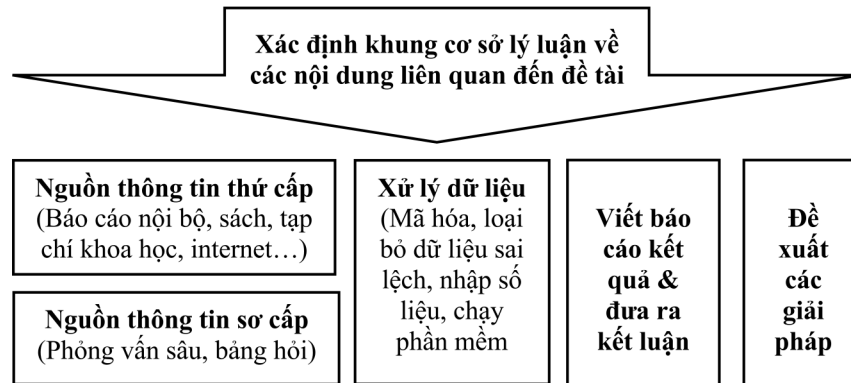 Xác định khung cơ sở lý luận về
các nội dung liên quan đến đề tài
Nguồn thông tin thứ cấp
(Báo cáo nội bộ, sách, tạp
chí khoa học, internet…)
Nguồn thông tin sơ cấp
(Phỏng vấn sâu, bảng hỏi)
Xử lý dữ liệu
(Mã hóa, loại
bỏ dữ liệu sai
lệch, nhập số
liệu, chạy
phần mềm
Viết báo
cáo kết
quả &
đưa ra
kết luận
Đề
xuất
các
giải
pháp